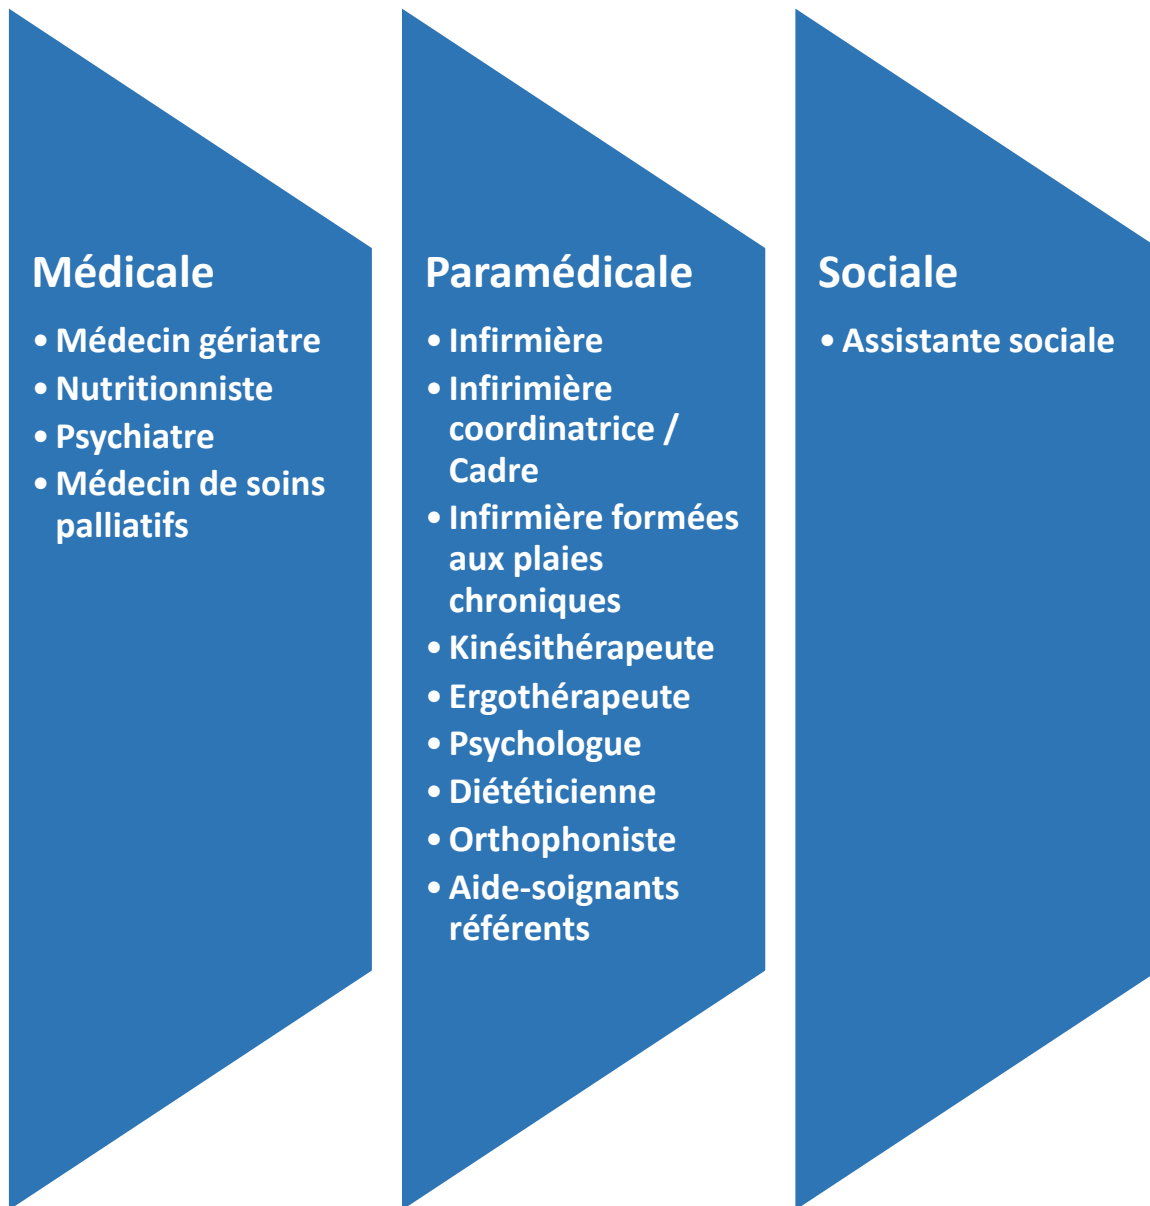 Médicale
• Médecin gériatre
• Nutritionniste
• Psychiatre
• Médecin de soins
palliatifs
Paramédicale
• Infirmière
• Infirimière
coordinatrice /
Cadre
• Infirmière formées
aux plaies
chroniques
• Kinésithérapeute
• Ergothérapeute
• Psychologue
• Diététicienne
• Orthophoniste
• Aide-soignants
référents
Sociale
• Assistante sociale